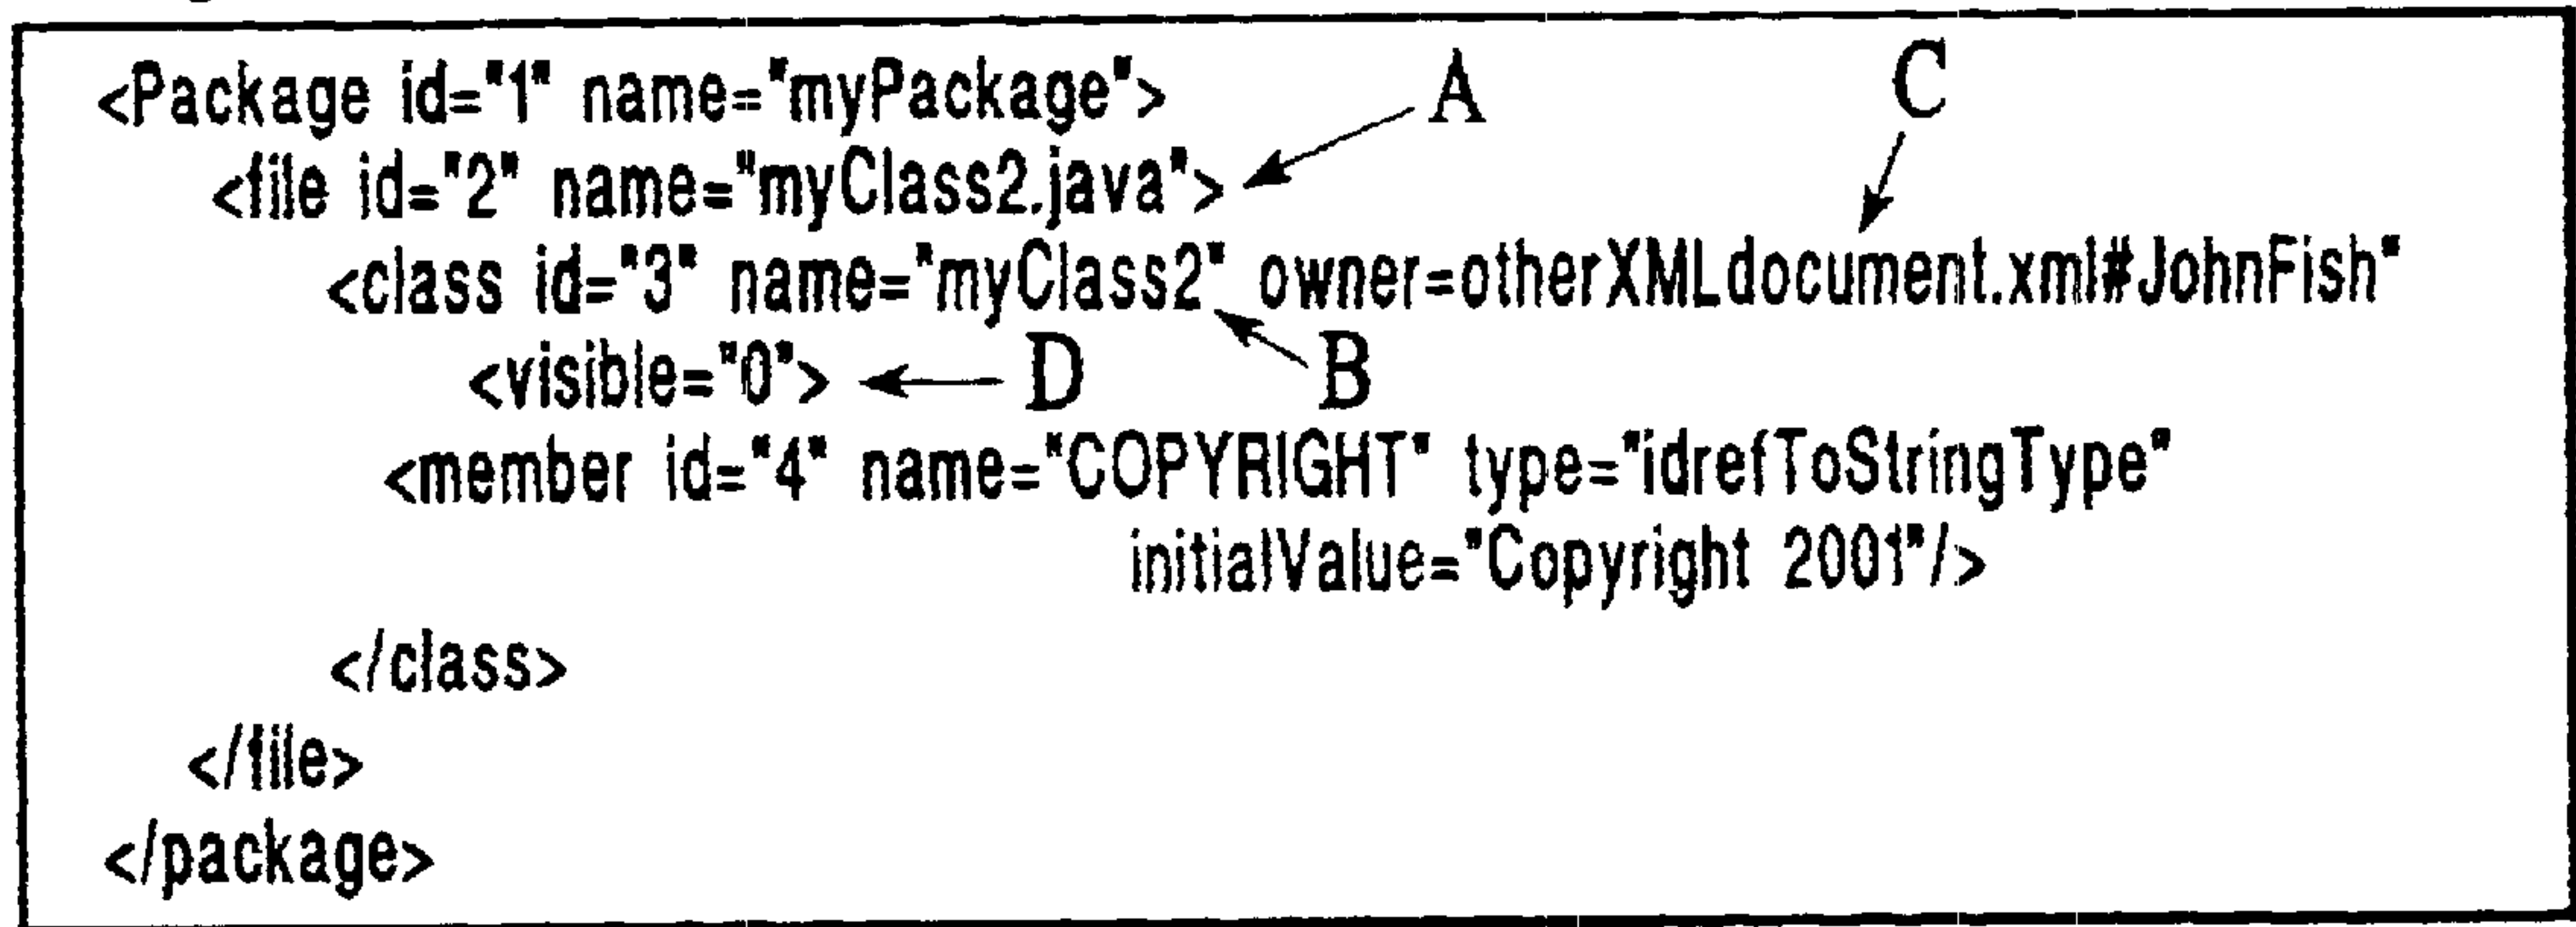 <Package id="1" name="myPackage"> A C
<file id="2" name="myClass2.java">
<class id="3" name="myClass2" owner=otherXMLdocument.xml#JohnFish"
<visible="0"> D B
<member id="4" name="COPYRIGHT" type="idrefToStringType"
initialValue="Copyright 2001"/>
</class>
</file>
</package>